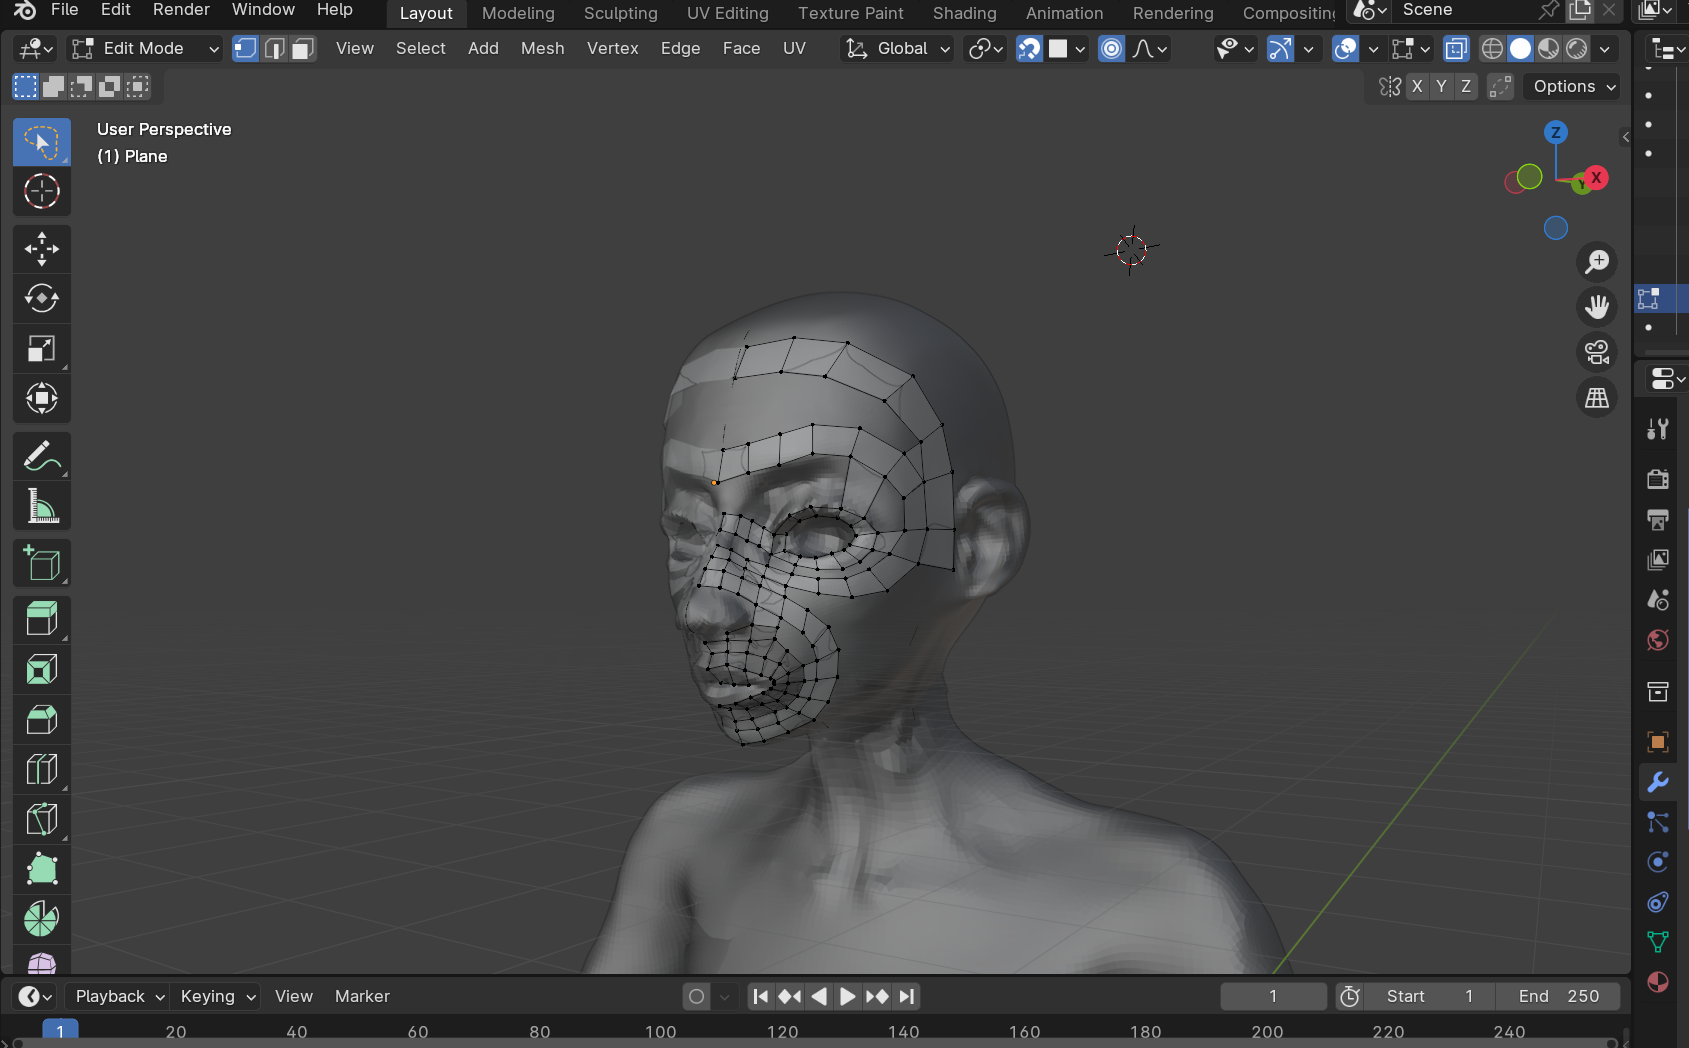 File Edit Render Window Help Layout Modeling Sculpting UV Editing Texture Paint Shading Animation Rendering Compositing Scene
Edit Mode View Select Add Mesh Vertex Edge Face UV Global
X Y Z Options
User Perspective
(1) Plane
Z
Y X
Playback Keying View Marker 1 Start 1 End 250
1 20 40 60 80 100 120 140 160 180 200 220 240